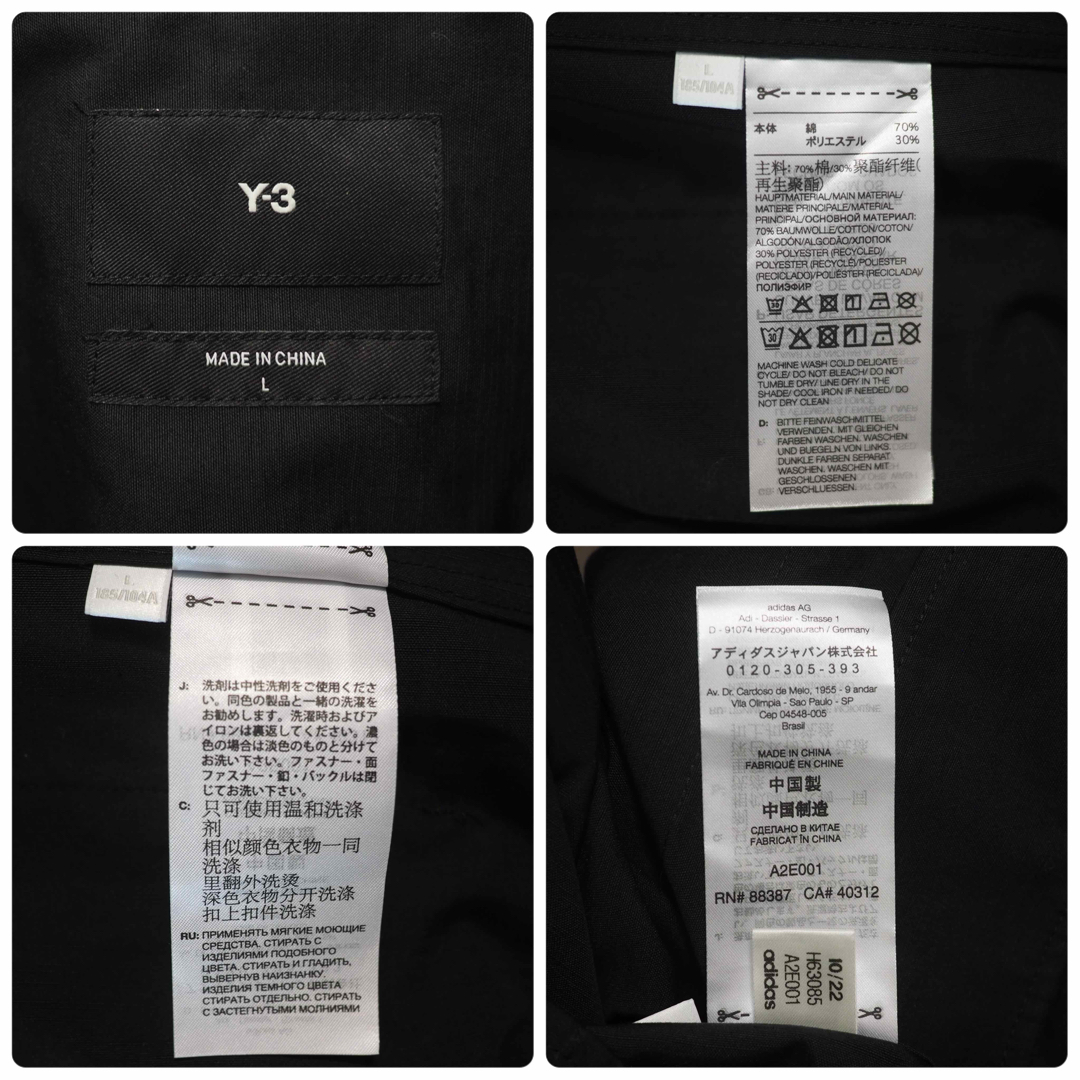 Y-3
MADE IN CHINA
L
L
185/104A
本体 綿 70%
ポリエステル 30%
主料: 70% 棉/30% 聚酯纤维(
再生聚酯)
HAUPTMATERIAL/MAIN MATERIAL/
MATIERE PRINCIPALE/MATERIAL
PRINCIPAL/ОСНОВНОЙ МАТЕРИАЛ:
70% BAUMWOLLE/COTTON/COTON/
ALGODÓN/ALGODÃO/ХЛОПОК
30% POLYESTER (RECYCLED)/
POLYESTER (RECYCLÉ)/POLIESTER
(RECICLADO)/POLIÉSTER (RECICLADA)/
ПОЛИЭФИР
30
30
MACHINE WASH COLD DELICATE
CYCLE/ DO NOT BLEACH/ DO NOT
TUMBLE DRY/ LINE DRY IN THE
SHADE/ COOL IRON IF NEEDED/ DO
NOT DRY CLEAN
D: BITTE FEINWASCHMITTEL
VERWENDEN. MIT GLEICHEN
FARBEN WASCHEN. WASCHEN
UND BUEGELN VON LINKS.
DUNKLE FARBEN SEPARAT
WASCHEN. WASCHEN MIT
GESCHLOSSENEN
VERSCHLUESSEN.
L
185/104A
J: 洗剤は中性洗剤をご使用くださ
い。同色の製品と一緒の洗濯を
お勧めします。洗濯時およびア
イロンは裏返してください。濃
色の場合は淡色のものと分けて
お洗い下さい。ファスナー・面
ファスナー・釦・バックルは閉
じてお洗い下さい。
C: 只可使用温和洗涤
剂
相似颜色衣物一同
洗涤
里翻外洗烫
深色衣物分开洗涤
扣上扣件洗涤
RU: ПРИМЕНЯТЬ МЯГКИЕ МОЮЩИЕ
СРЕДСТВА. СТИРАТЬ С
ИЗДЕЛИЯМИ ПОДОБНОГО
ЦВЕТА. СТИРАТЬ И ГЛАДИТЬ,
ВЫВЕРНУВ НАИЗНАНКУ.
ИЗДЕЛИЯ ТЕМНОГО ЦВЕТА
СТИРАТЬ ОТДЕЛЬНО. СТИРАТЬ
С ЗАСТЕГНУТЫМИ МОЛНИЯМИ
adidas AG
Adi - Dassler - Strasse 1
D - 91074 Herzogenaurach / Germany
アディダスジャパン株式会社
0120-305-393
Av. Dr. Cardoso de Melo, 1955 - 9 andar
Vila Olimpia - Sao Paulo - SP
Cep 04548-005
Brasil
MADE IN CHINA
FABRIQUÉ EN CHINE
中国製
中国制造
СДЕЛАНО В КИТАЕ
FABRICAT ÎN CHINA
A2E001
RN# 88387 CA# 40312
10/22
H63085
A2E001
adidas